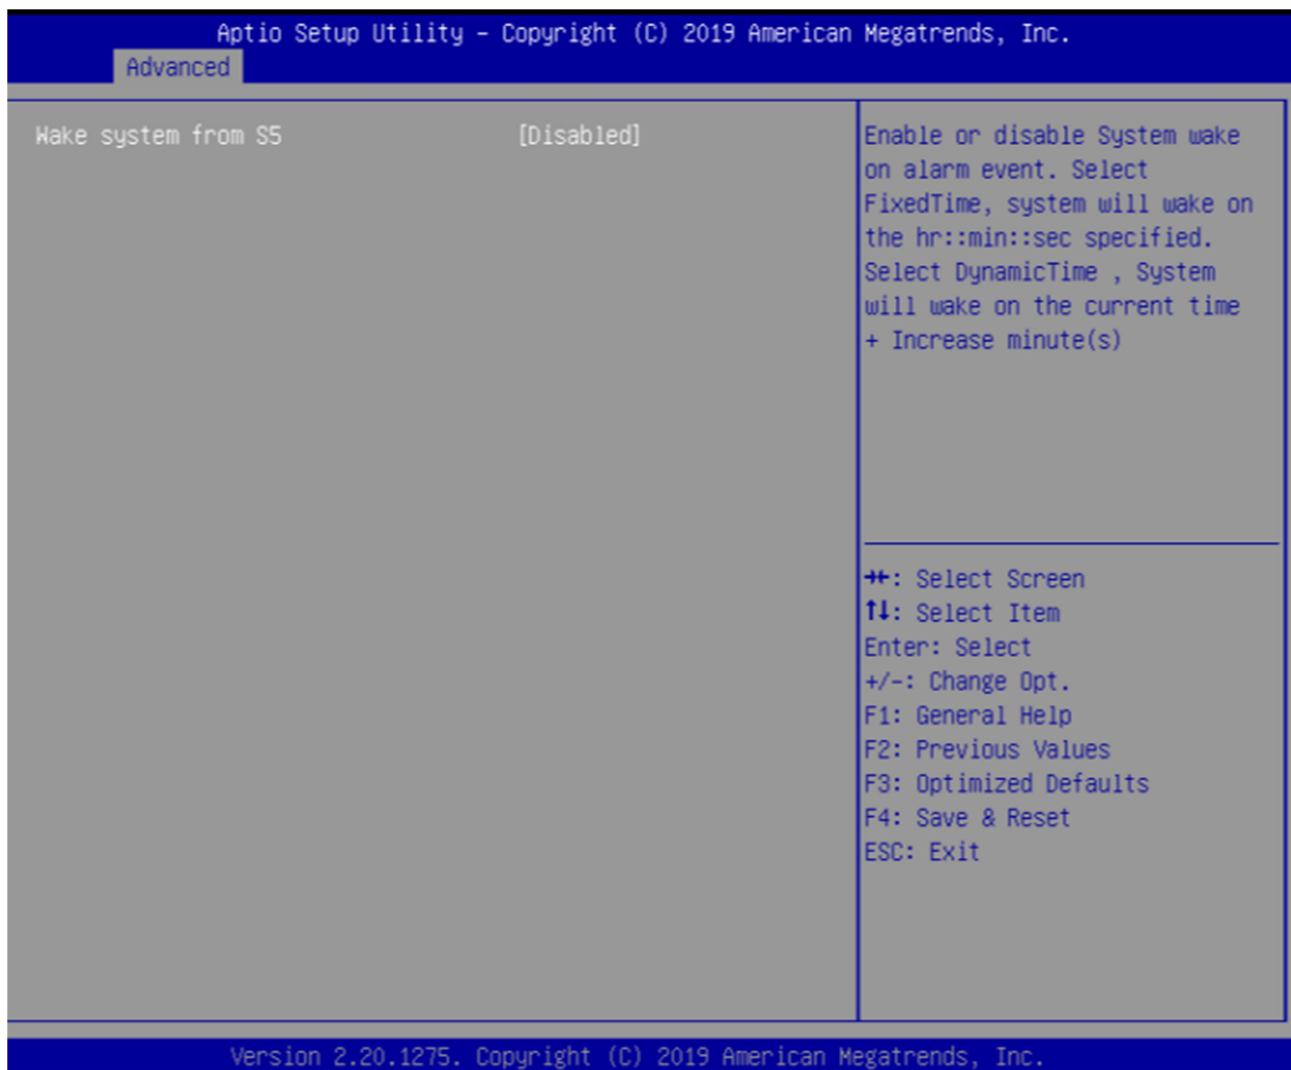 Aptio Setup Utility – Copyright (C) 2019 American Megatrends, Inc.
Advanced
Wake system from S5 [Disabled]
Enable or disable System wake
on alarm event. Select
FixedTime, system will wake on
the hr::min::sec specified.
Select DynamicTime , System
will wake on the current time
+ Increase minute(s)
→←: Select Screen
↑↓: Select Item
Enter: Select
+/-: Change Opt.
F1: General Help
F2: Previous Values
F3: Optimized Defaults
F4: Save & Reset
ESC: Exit
Version 2.20.1275. Copyright (C) 2019 American Megatrends, Inc.